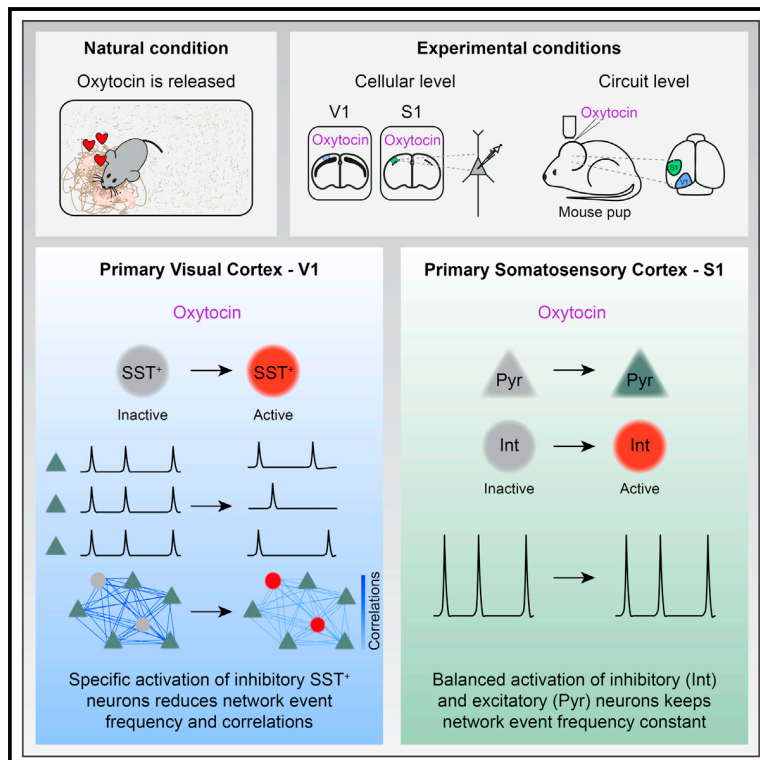 Natural condition
Oxytocin is released
Experimental conditions
Cellular level
V1
S1
Oxytocin
Oxytocin
Circuit level
Oxytocin
S1
V1
Mouse pup
Primary Visual Cortex - V1
Oxytocin
SST⁺
SST⁺
Inactive
Active
Correlations
Specific activation of inhibitory SST⁺
neurons reduces network event
frequency and correlations
Primary Somatosensory Cortex - S1
Oxytocin
Pyr
Pyr
Int
Int
Inactive
Active
Balanced activation of inhibitory (Int)
and excitatory (Pyr) neurons keeps
network event frequency constant